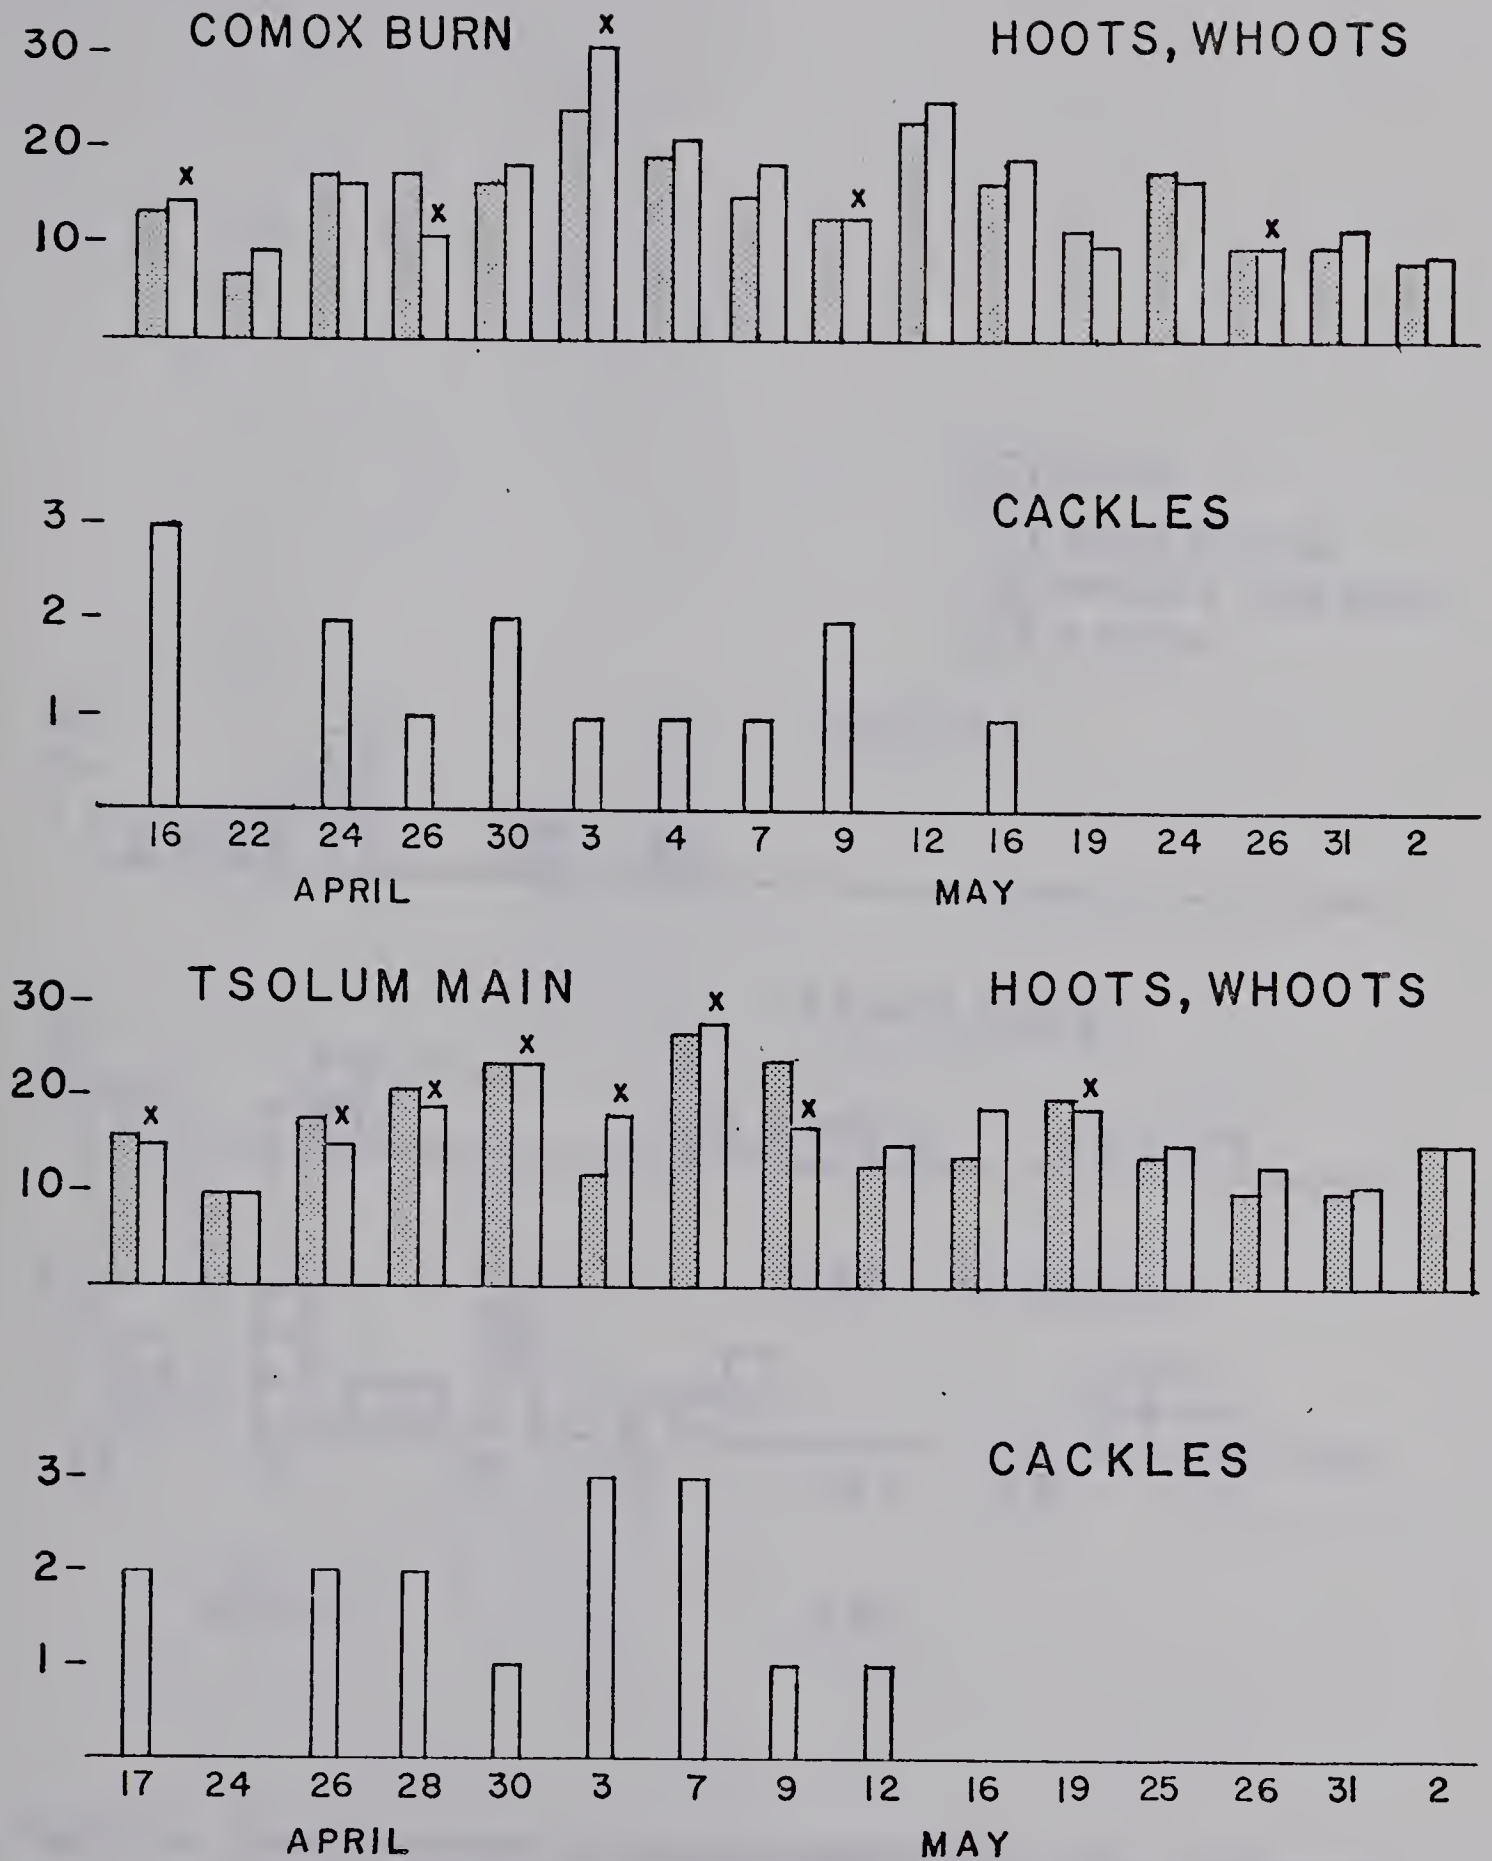 COMOX BURN HOOTS, WHOOTS
x
30-
20-
x x x x
10-
CACKLES
3-
2-
1-
16 22 24 26 30 3 4 7 9 12 16 19 24 26 31 2
APRIL MAY
TSOLUM MAIN HOOTS, WHOOTS
30-
x x
20-
x x x x x x
10-
CACKLES
3-
2-
1-
17 24 26 28 30 3 7 9 12 16 19 25 26 31 2
APRIL MAY